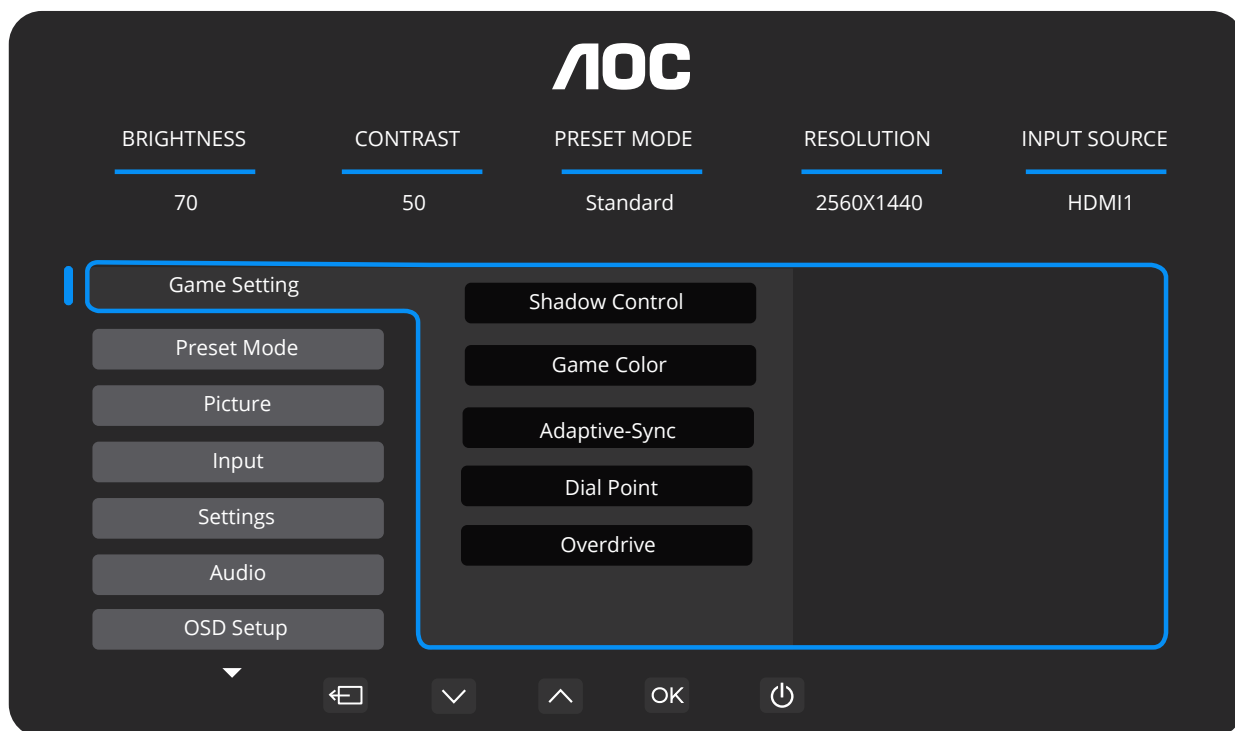 AOC
BRIGHTNESS CONTRAST PRESET MODE RESOLUTION INPUT SOURCE
70 50 Standard 2560X1440 HDMI1
Game Setting
Preset Mode
Picture
Input
Settings
Audio
OSD Setup
Shadow Control
Game Color
Adaptive-Sync
Dial Point
Overdrive
OK